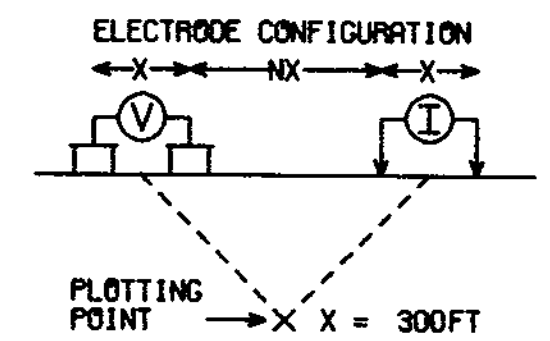 ELECTRODE CONFIGURATION
X NX X
V I
PLOTTING
POINT X X = 300FT